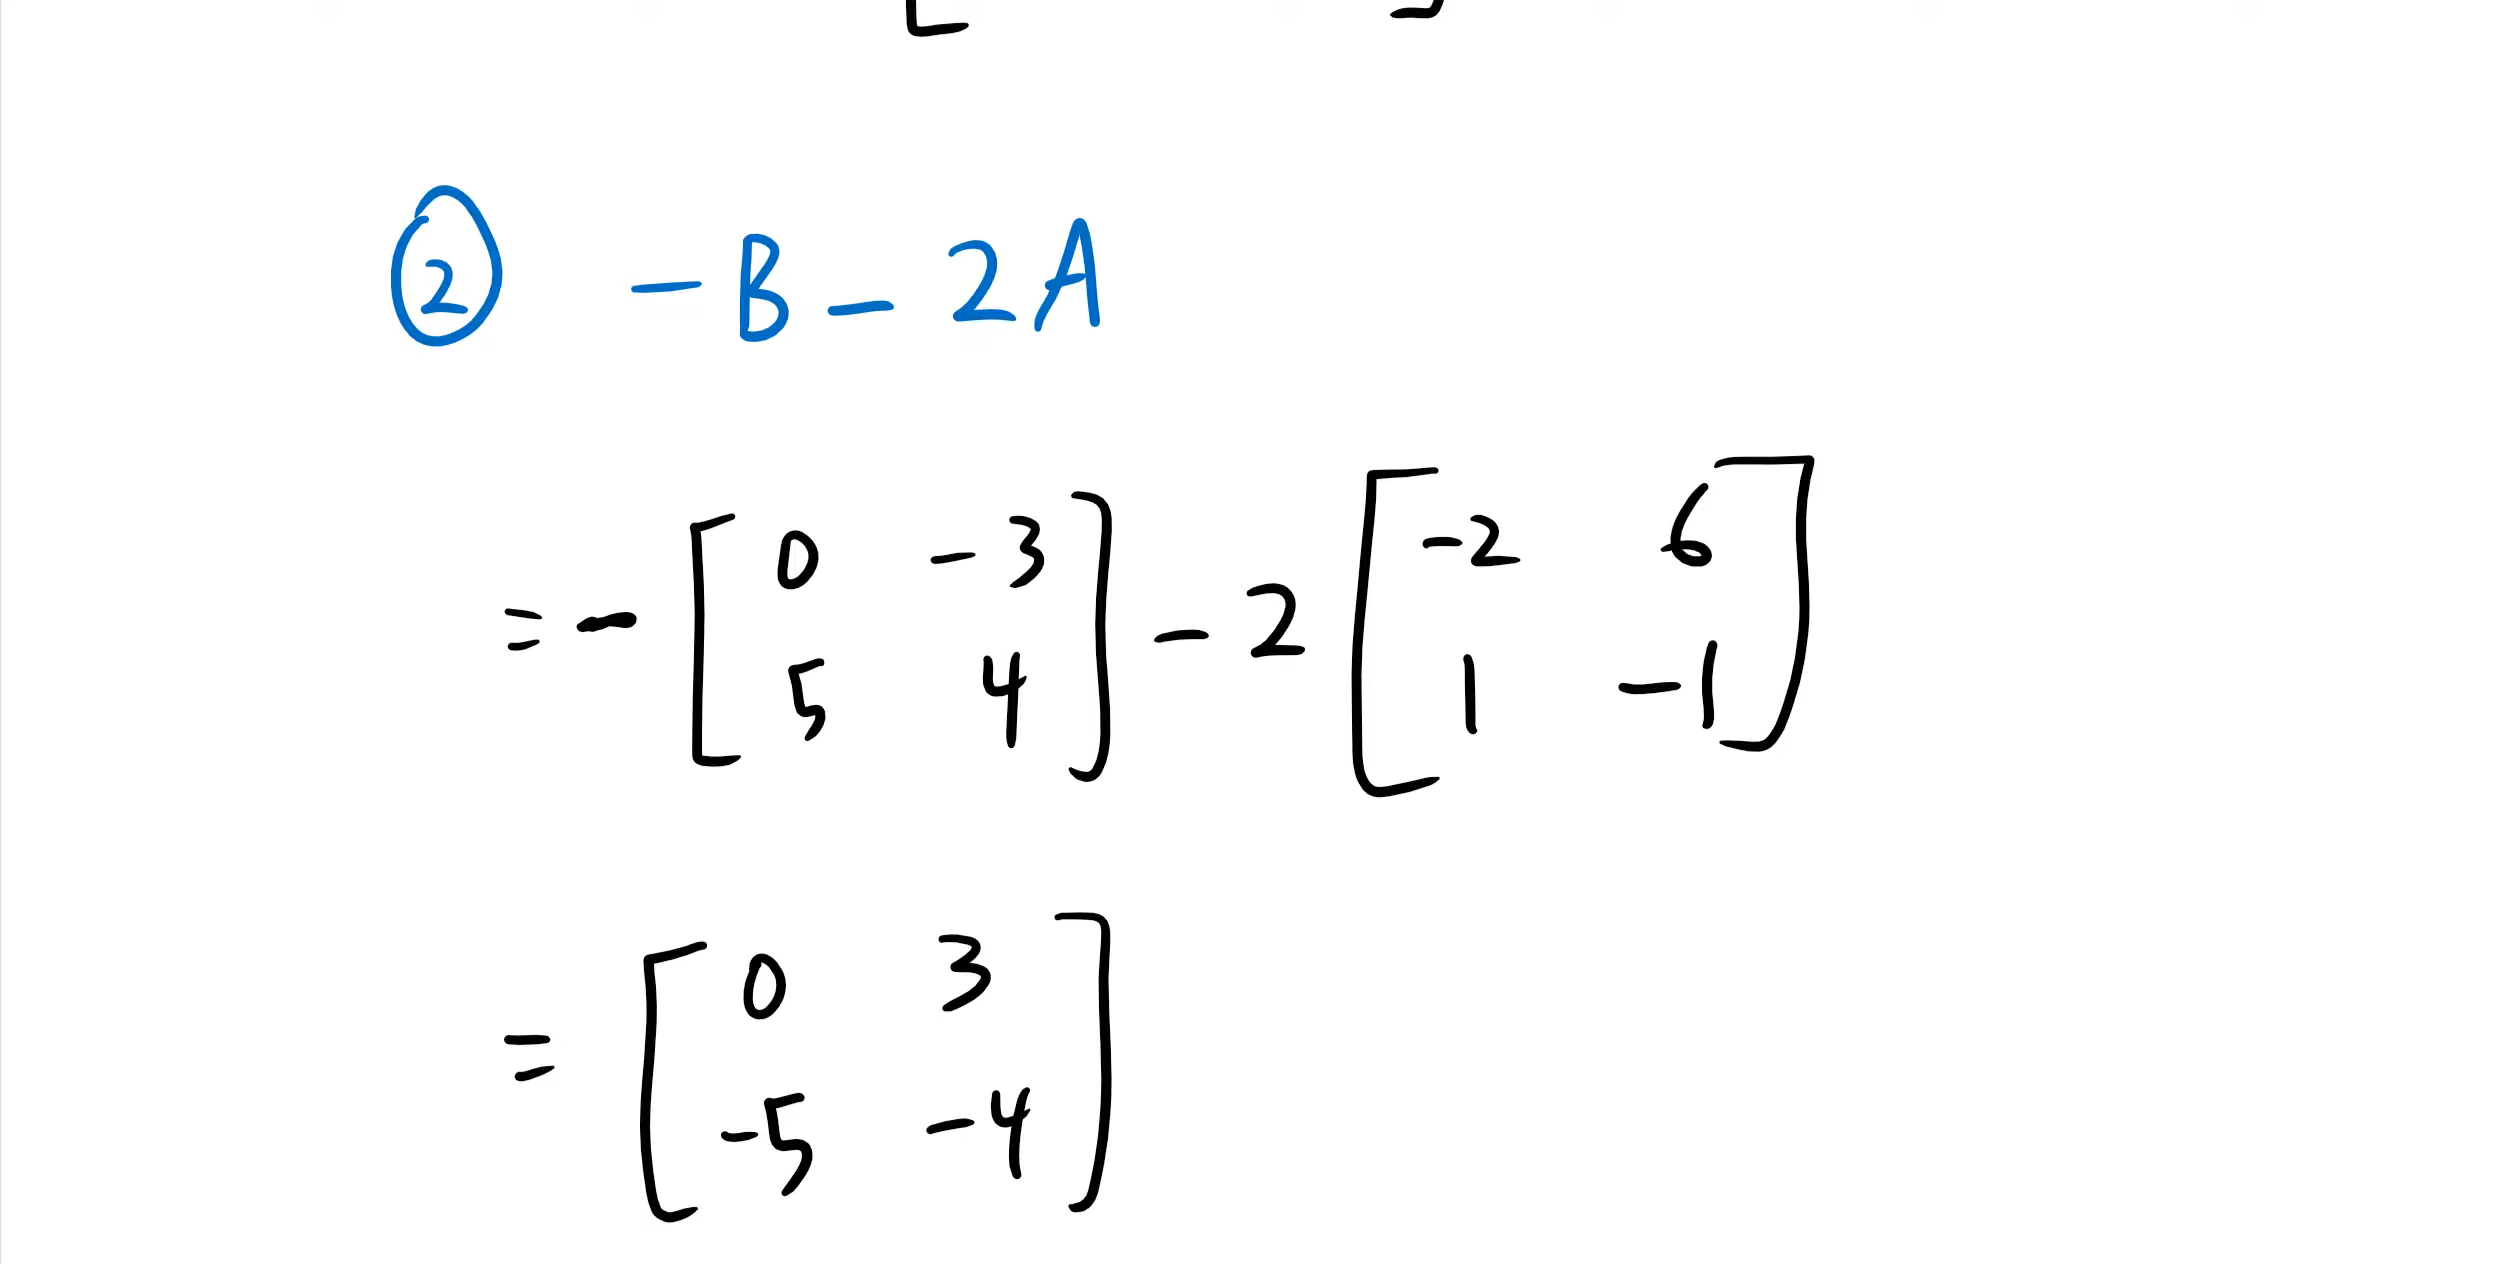 ② - B - 2A
= - [ 0 -3 ] - 2 [ -2 6 ]
[ 5 4 ] [ 1 -1 ]
= [ 0 3 ]
[ -5 -4 ]